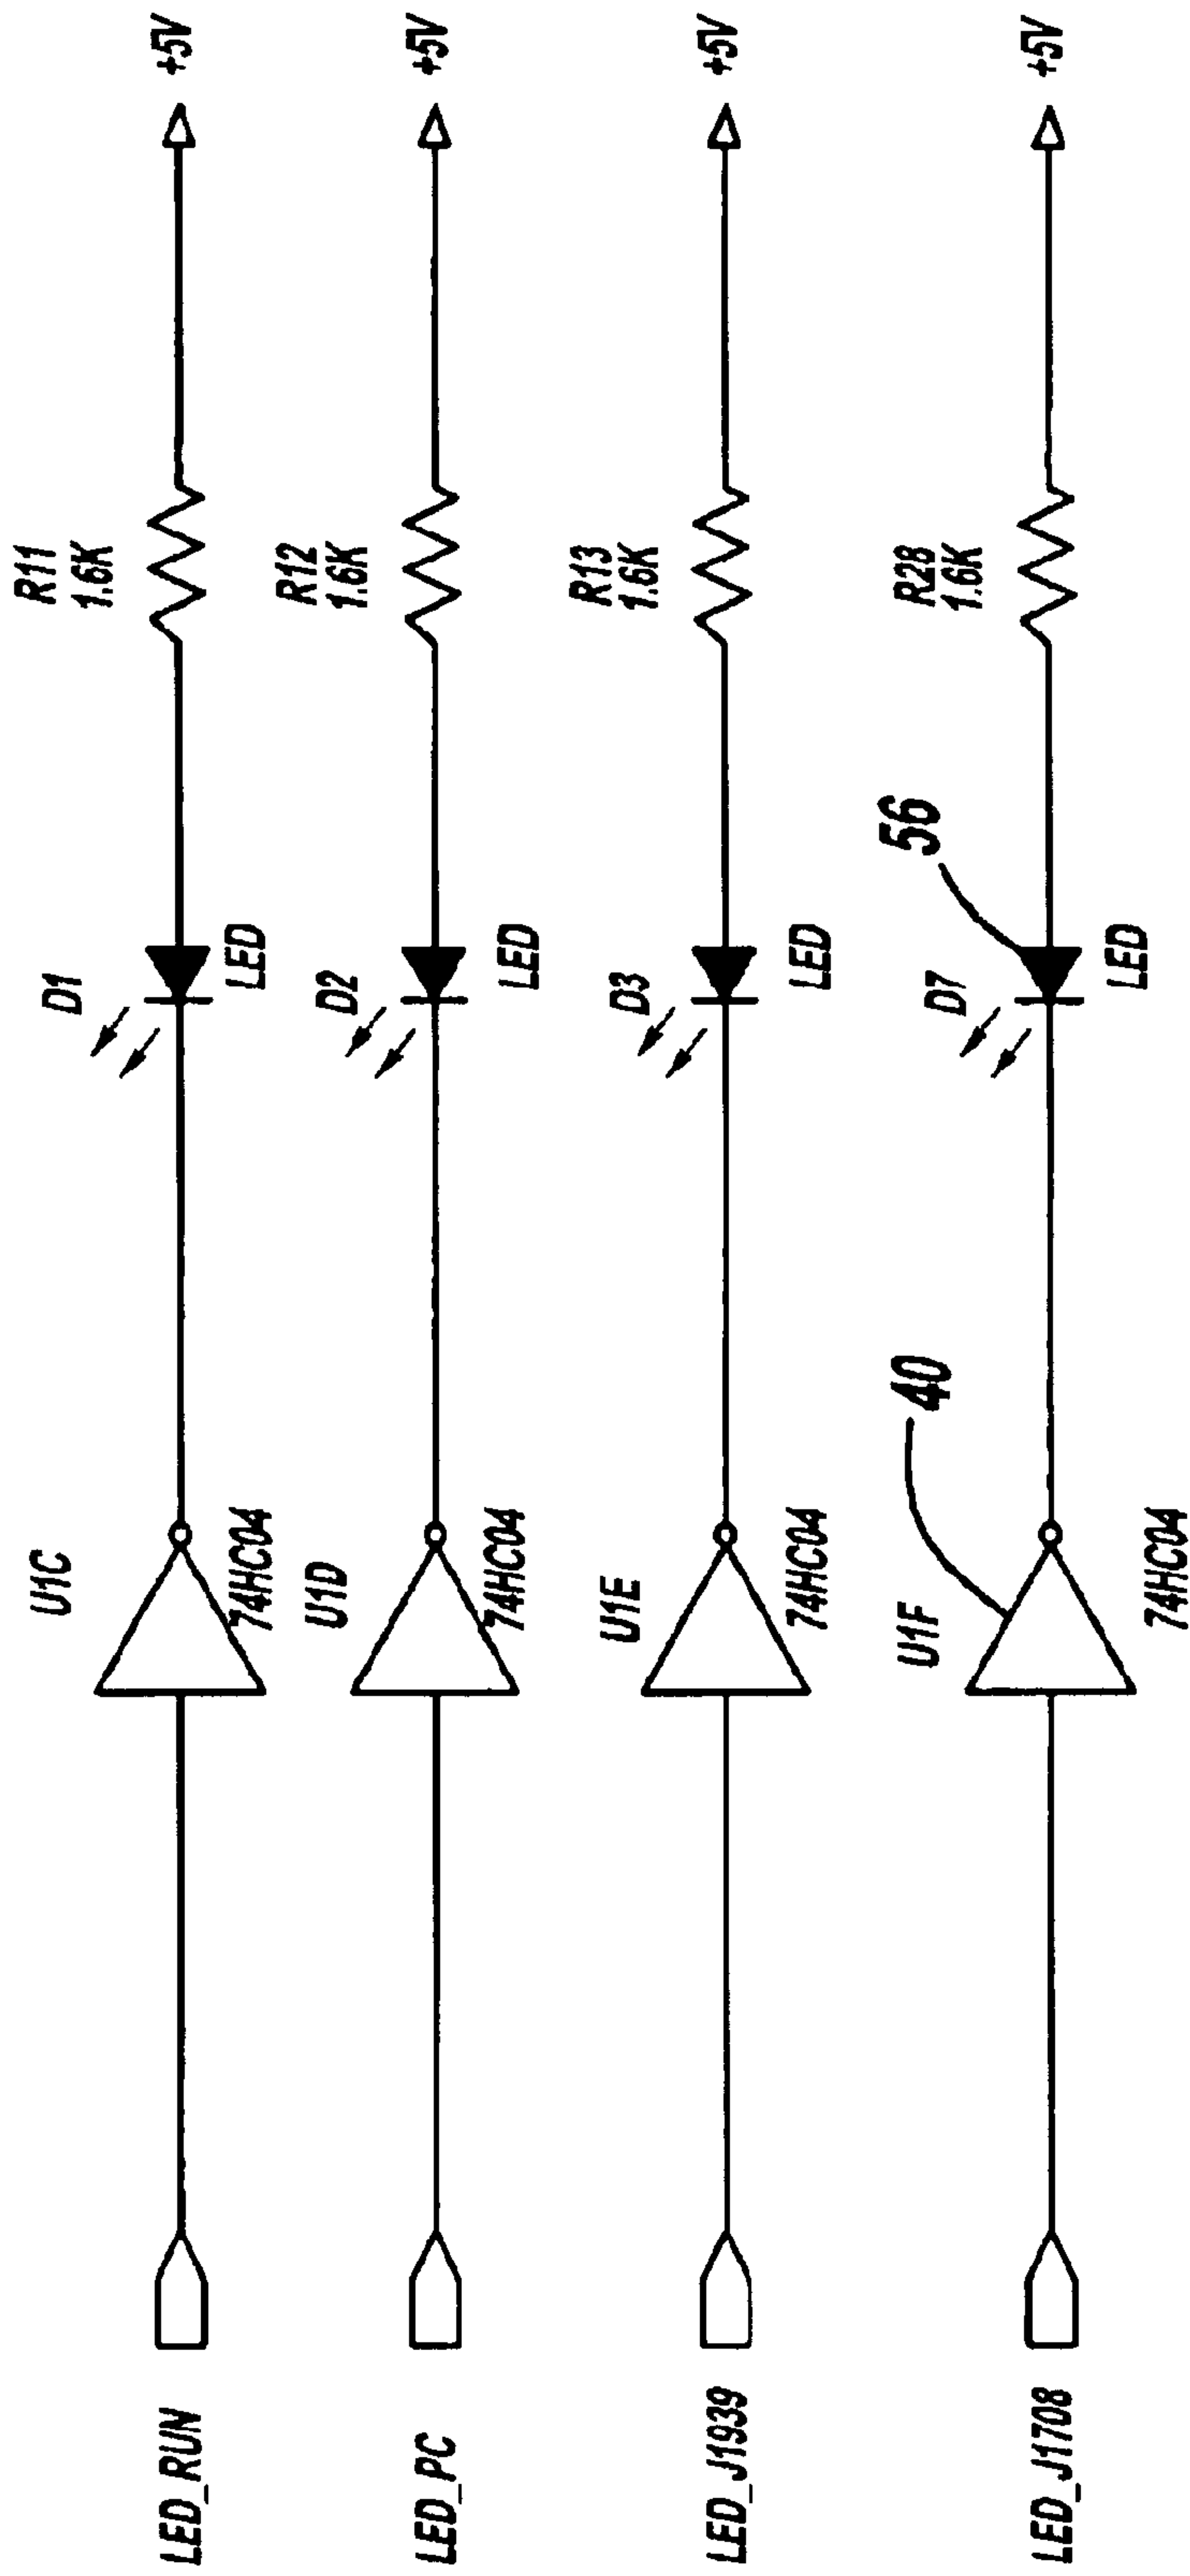 LED_RUN
U1C
74HC04
D1
LED
R11
1.6K
+5V
LED_PC
U1D
74HC04
D2
LED
R12
1.6K
+5V
LED_J1939
U1E
74HC04
D3
LED
R13
1.6K
+5V
LED_J1708
U1F
74HC04
40
D7
LED
56
R28
1.6K
+5V